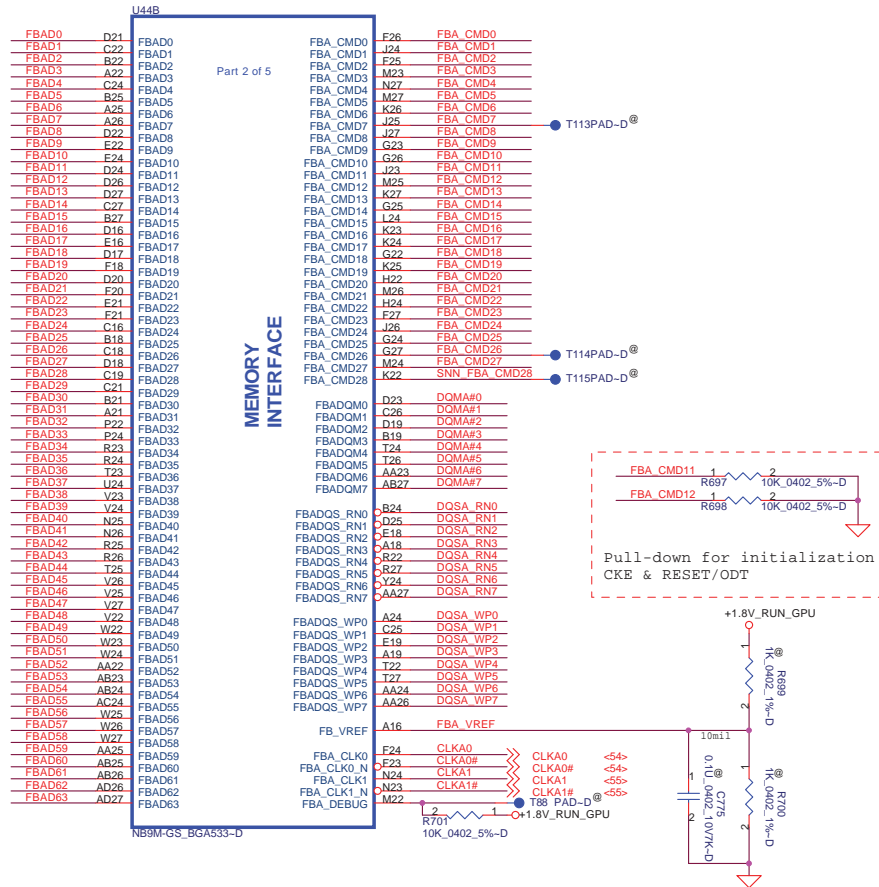 U44B
FBAD0 D21 FBAD0 FBA_CMD0 F26 FBA_CMD0
FBAD1 C22 FBAD1 FBA_CMD1 J24 FBA_CMD1
FBAD2 B22 FBAD2 FBA_CMD2 F25 FBA_CMD2
Part 2 of 5
FBAD3 A22 FBAD3 FBA_CMD3 M23 FBA_CMD3
FBAD4 C24 FBAD4 FBA_CMD4 N27 FBA_CMD4
FBAD5 B25 FBAD5 FBA_CMD5 M27 FBA_CMD5
FBAD6 A25 FBAD6 FBA_CMD6 K26 FBA_CMD6
FBAD7 A26 FBAD7 FBA_CMD7 J25 FBA_CMD7 T113PAD~D @
FBAD8 D22 FBAD8 FBA_CMD8 J27 FBA_CMD8
FBAD9 E22 FBAD9 FBA_CMD9 G23 FBA_CMD9
FBAD10 E24 FBAD10 FBA_CMD10 G26 FBA_CMD10
FBAD11 D24 FBAD11 FBA_CMD11 J23 FBA_CMD11
FBAD12 D26 FBAD12 FBA_CMD12 M25 FBA_CMD12
FBAD13 D27 FBAD13 FBA_CMD13 K27 FBA_CMD13
FBAD14 C27 FBAD14 FBA_CMD14 G25 FBA_CMD14
FBAD15 B27 FBAD15 FBA_CMD15 L24 FBA_CMD15
FBAD16 D16 FBAD16 FBA_CMD16 K23 FBA_CMD16
FBAD17 E16 FBAD17 FBA_CMD17 K24 FBA_CMD17
FBAD18 D17 FBAD18 FBA_CMD18 G22 FBA_CMD18
FBAD19 F18 FBAD19 FBA_CMD19 K25 FBA_CMD19
FBAD20 D20 FBAD20 FBA_CMD20 H22 FBA_CMD20
FBAD21 F20 FBAD21 FBA_CMD21 M26 FBA_CMD21
FBAD22 E21 FBAD22 FBA_CMD22 H24 FBA_CMD22
FBAD23 F21 FBAD23 FBA_CMD23 F27 FBA_CMD23
FBAD24 C16 FBAD24 FBA_CMD24 J26 FBA_CMD24
FBAD25 B18 FBAD25 FBA_CMD25 G24 FBA_CMD25
FBAD26 C18 FBAD26 FBA_CMD26 G27 FBA_CMD26 T114PAD~D @
FBAD27 D18 FBAD27 FBA_CMD27 M24 FBA_CMD27
FBAD28 C19 FBAD28 FBA_CMD28 K22 SNN_FBA_CMD28 T115PAD~D @
FBAD29 C21 FBAD29
MEMORY INTERFACE
FBAD30 B21 FBAD30 FBADQM0 D23 DQMA#0
FBAD31 A21 FBAD31 FBADQM1 C26 DQMA#1
FBAD32 P22 FBAD32 FBADQM2 D19 DQMA#2
FBAD33 P24 FBAD33 FBADQM3 B19 DQMA#3
FBAD34 R23 FBAD34 FBADQM4 T24 DQMA#4
FBAD35 R24 FBAD35 FBADQM5 T26 DQMA#5
FBAD36 T23 FBAD36 FBADQM6 AA23 DQMA#6
FBAD37 U24 FBAD37 FBADQM7 AB27 DQMA#7
FBAD38 V23 FBAD38
FBAD39 V24 FBAD39 FBADQS_RN0 B24 DQSA_RN0
FBAD40 N25 FBAD40 FBADQS_RN1 D25 DQSA_RN1
FBAD41 N26 FBAD41 FBADQS_RN2 E18 DQSA_RN2
FBAD42 R25 FBAD42 FBADQS_RN3 A18 DQSA_RN3
FBAD43 R26 FBAD43 FBADQS_RN4 R22 DQSA_RN4
FBAD44 T25 FBAD44 FBADQS_RN5 R27 DQSA_RN5
FBAD45 V26 FBAD45 FBADQS_RN6 Y24 DQSA_RN6
FBAD46 V25 FBAD46 FBADQS_RN7 AA27 DQSA_RN7
FBAD47 V27 FBAD47
FBAD48 V22 FBAD48 FBADQS_WP0 A24 DQSA_WP0
FBAD49 W22 FBAD49 FBADQS_WP1 C25 DQSA_WP1
FBAD50 W23 FBAD50 FBADQS_WP2 E19 DQSA_WP2
FBAD51 W24 FBAD51 FBADQS_WP3 A19 DQSA_WP3
FBAD52 AA22 FBAD52 FBADQS_WP4 T22 DQSA_WP4
FBAD53 AB23 FBAD53 FBADQS_WP5 T27 DQSA_WP5
FBAD54 AB24 FBAD54 FBADQS_WP6 AA24 DQSA_WP6
FBAD55 AC24 FBAD55 FBADQS_WP7 AA26 DQSA_WP7
FBAD56 W25 FBAD56
FBAD57 W26 FBAD57 FB_VREF A16 FBA_VREF
FBAD58 W27 FBAD58
FBAD59 AA25 FBAD59 FBA_CLK0 F24 CLKA0 CLKA0 <54>
FBAD60 AB25 FBAD60 FBA_CLK0_N F23 CLKA0# CLKA0# <54>
FBAD61 AB26 FBAD61 FBA_CLK1 N24 CLKA1 CLKA1 <55>
FBAD62 AD26 FBAD62 FBA_CLK1_N N23 CLKA1# CLKA1# <55>
FBAD63 AD27 FBAD63 FBA_DEBUG M22 T88 PAD~D @
2 1 +1.8V_RUN_GPU
R701
10K_0402_5%~D
NB9M-GS_BGA533~D
FBA_CMD11 1 2
R697 10K_0402_5%~D
FBA_CMD12 1 2
R698 10K_0402_5%~D
Pull-down for initialization
CKE & RESET/ODT
+1.8V_RUN_GPU
1 2
@ R699
1K_0402_1%~D
10mil
1 2
@ C775
0.1U_0402_10V7K~D
1 2
@ R700
1K_0402_1%~D